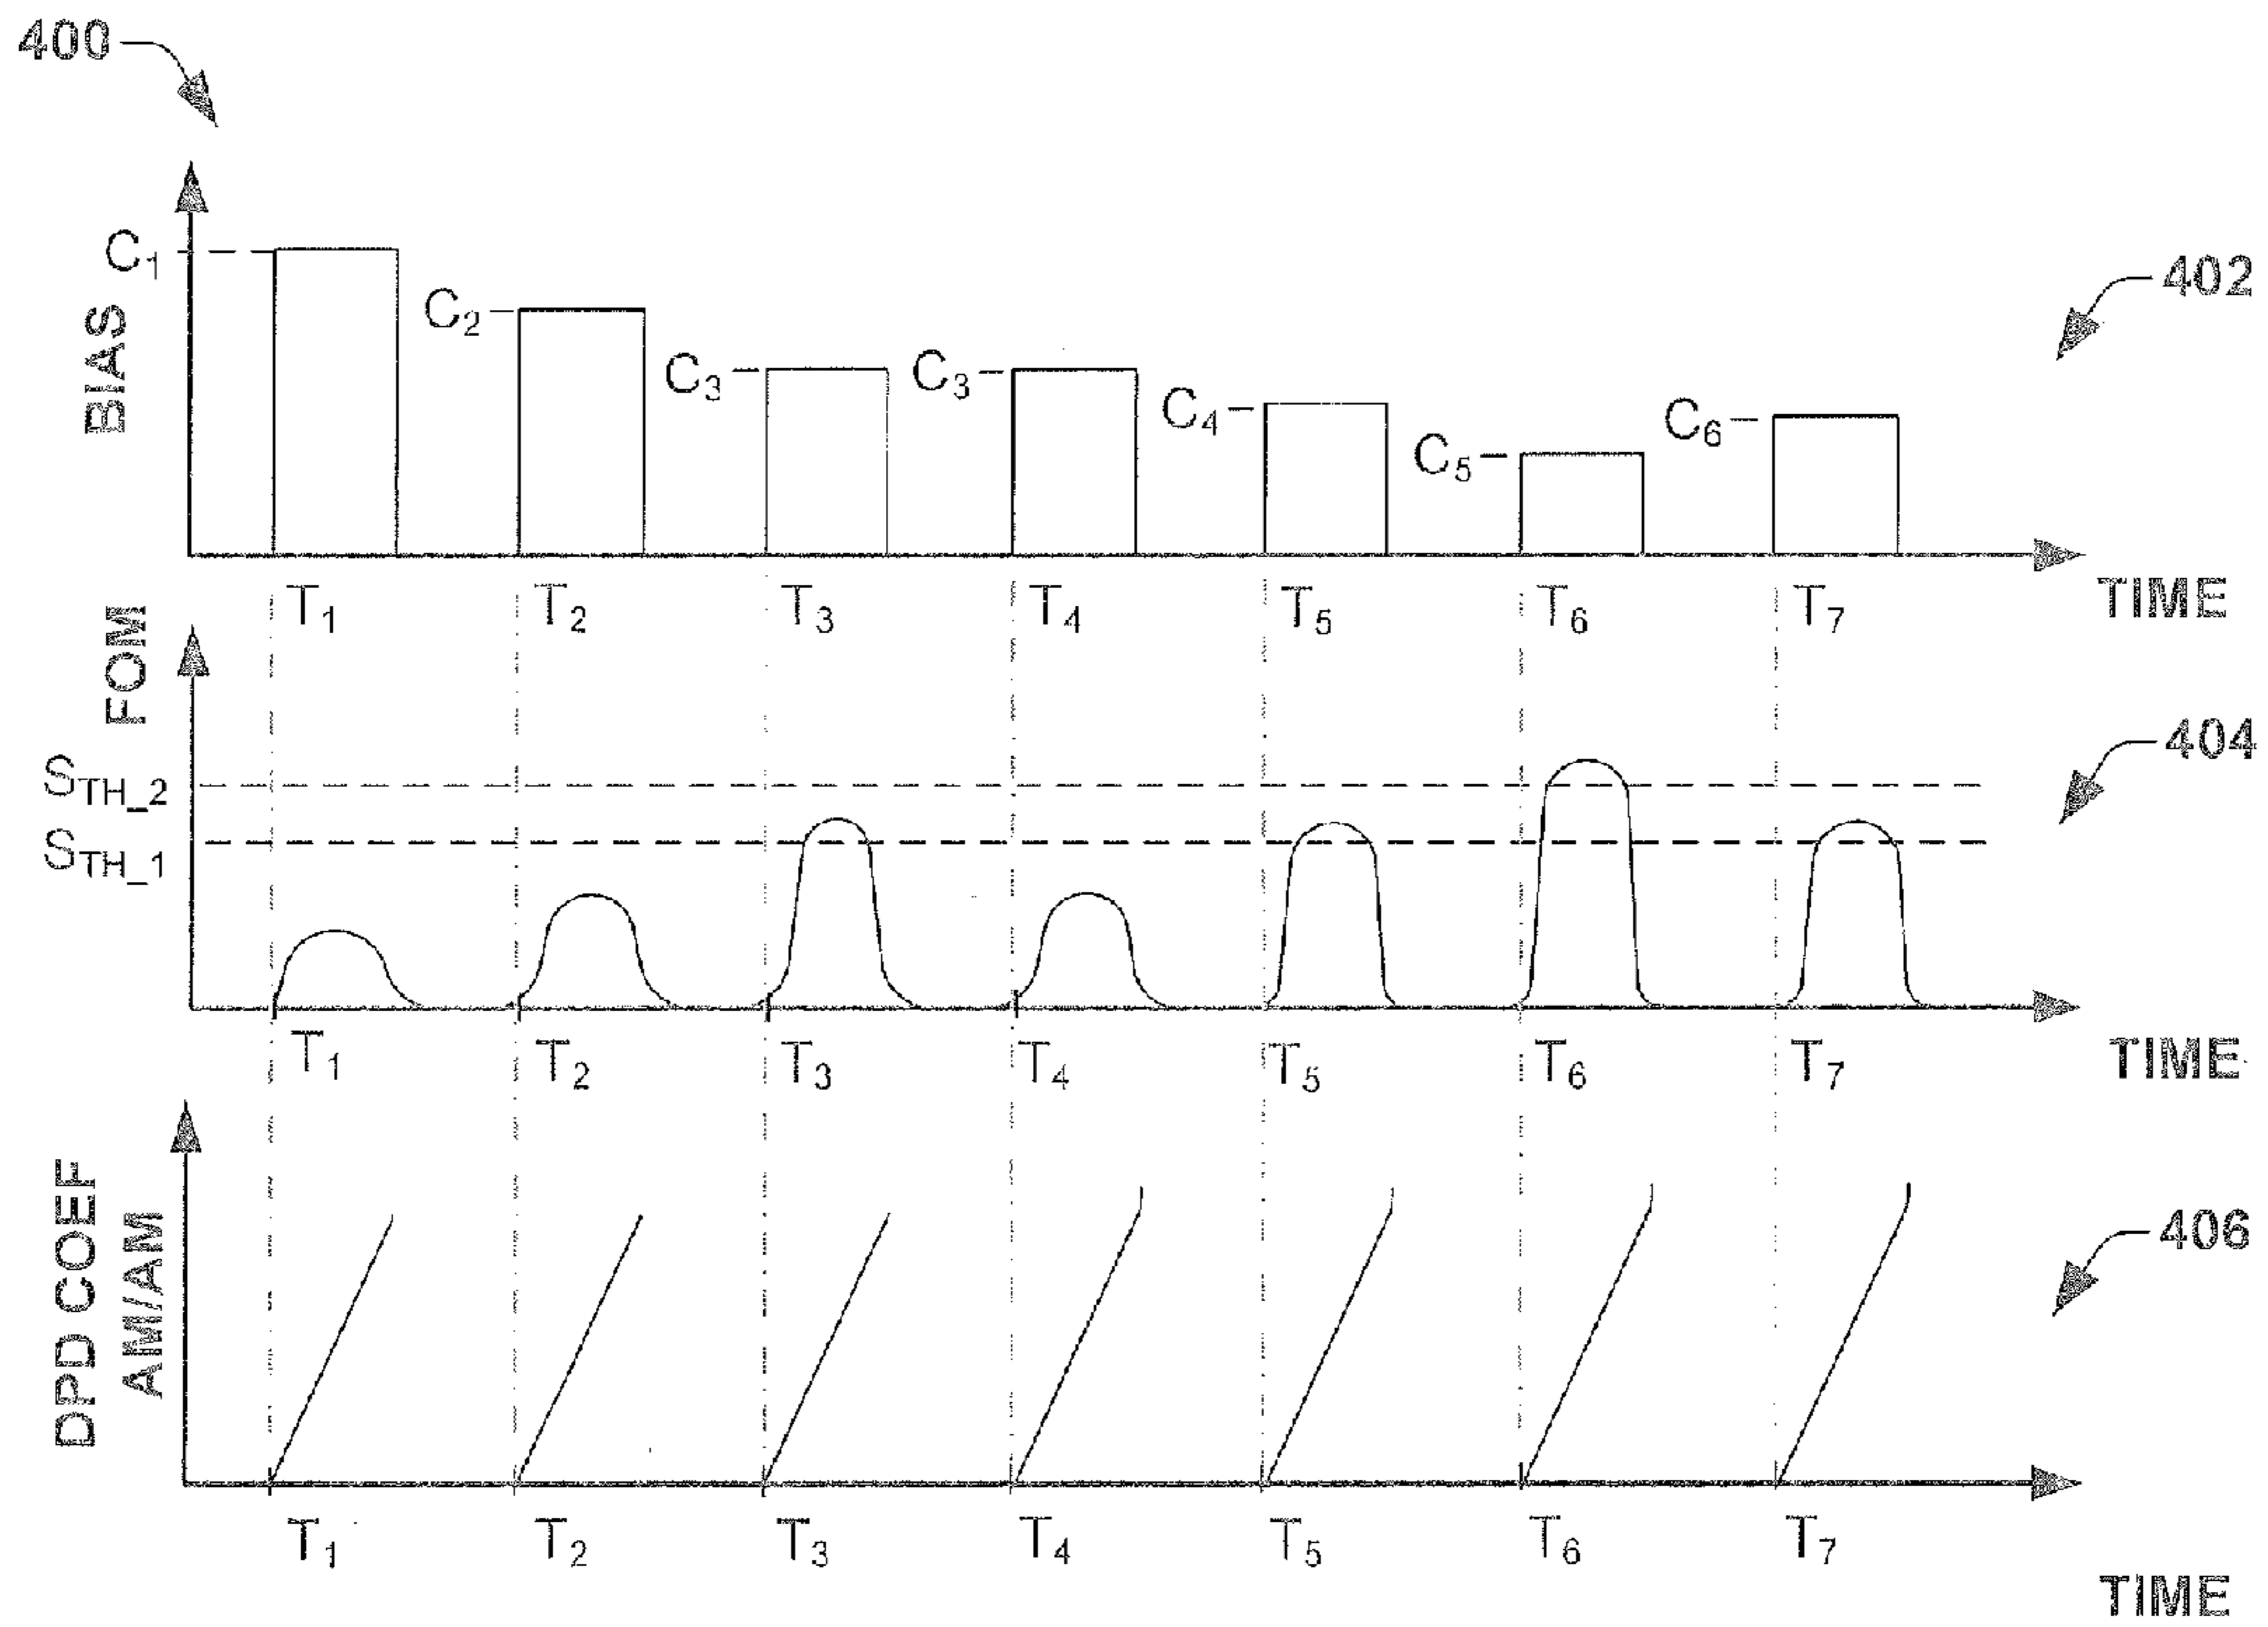 400
402
BIAS
C1
C2
C3
C3
C4
C5
C6
T1 T2 T3 T4 T5 T6 T7
TIME
FOM
404
STH_2
STH_1
T1 T2 T3 T4 T5 T6 T7
TIME
DPD COEF
AM/AM
406
T1 T2 T3 T4 T5 T6 T7
TIME